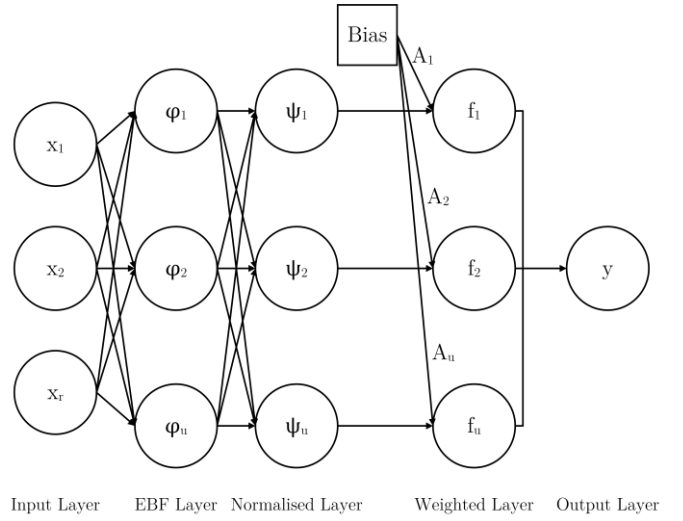 Bias
A₁
x₁
φ₁
ψ₁
f₁
A₂
x₂
φ₂
ψ₂
f₂
y
Aᵤ
xᵣ
φᵤ
ψᵤ
fᵤ
Input Layer
EBF Layer
Normalised Layer
Weighted Layer
Output Layer